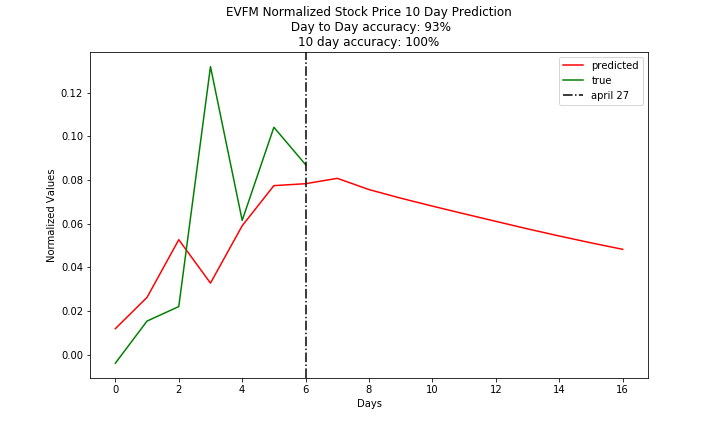 EVFM Normalized Stock Price 10 Day Prediction
Day to Day accuracy: 93%
10 day accuracy: 100%
predicted
true
april 27
0.12
0.10
0.08
0.06
0.04
0.02
0.00
Normalized Values
0 2 4 6 8 10 12 14 16
Days